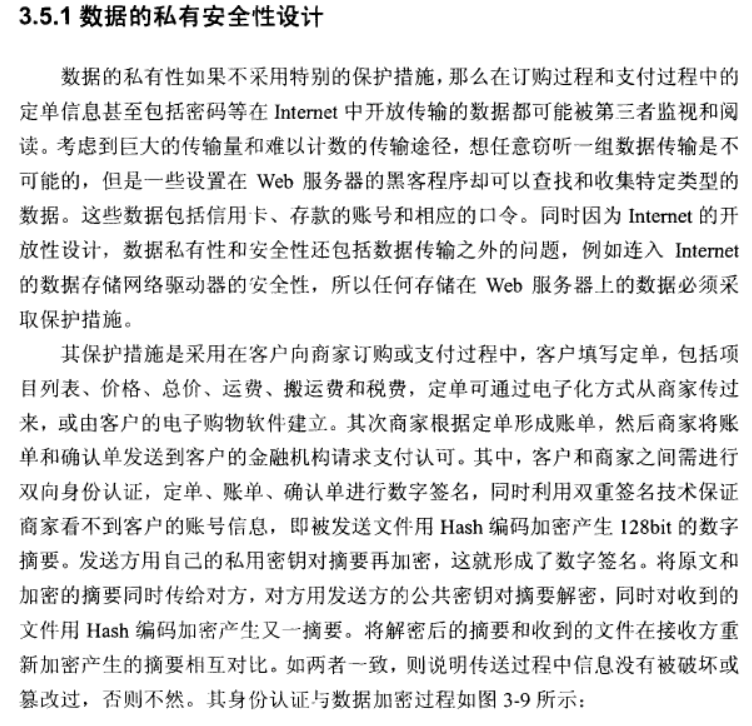 3.5.1 数据的私有安全性设计
数据的私有性如果不采用特别的保护措施，那么在订购过程和支付过程中的
定单信息甚至包括密码等在 Internet 中开放传输的数据都可能被第三者监视和阅
读。考虑到巨大的传输量和难以计数的传输途径，想任意窃听一组数据传输是不
可能的，但是一些设置在 Web 服务器的黑客程序却可以查找和收集特定类型的
数据。这些数据包括信用卡、存款的账号和相应的口令。同时因为 Internet 的开
放性设计，数据私有性和安全性还包括数据传输之外的问题，例如连入 Internet
的数据存储网络驱动器的安全性，所以任何存储在 Web 服务器上的数据必须采
取保护措施。
其保护措施是采用在客户向商家订购或支付过程中，客户填写定单，包括项
目列表、价格、总价、运费、搬运费和税费，定单可通过电子化方式从商家传过
来，或由客户的电子购物软件建立。其次商家根据定单形成账单，然后商家将账
单和确认单发送到客户的金融机构请求支付认可。其中，客户和商家之间需进行
双向身份认证，定单、账单、确认单进行数字签名，同时利用双重签名技术保证
商家看不到客户的账号信息，即被发送文件用 Hash 编码加密产生 128bit 的数字
摘要。发送方用自己的私用密钥对摘要再加密，这就形成了数字签名。将原文和
加密的摘要同时传给对方，对方用发送方的公共密钥对摘要解密，同时对收到的
文件用 Hash 编码加密产生又一摘要。将解密后的摘要和收到的文件在接收方重
新加密产生的摘要相互对比。如两者一致，则说明传送过程中信息没有被破坏或
篡改过，否则不然。其身份认证与数据加密过程如图 3-9 所示：